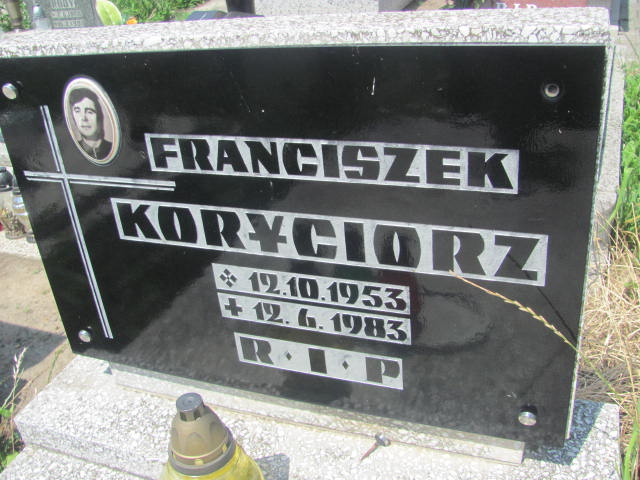 FRANCISZEK
KORYCIORZ
✣ 12.10.1953
+ 12.6.1983
R·I·P